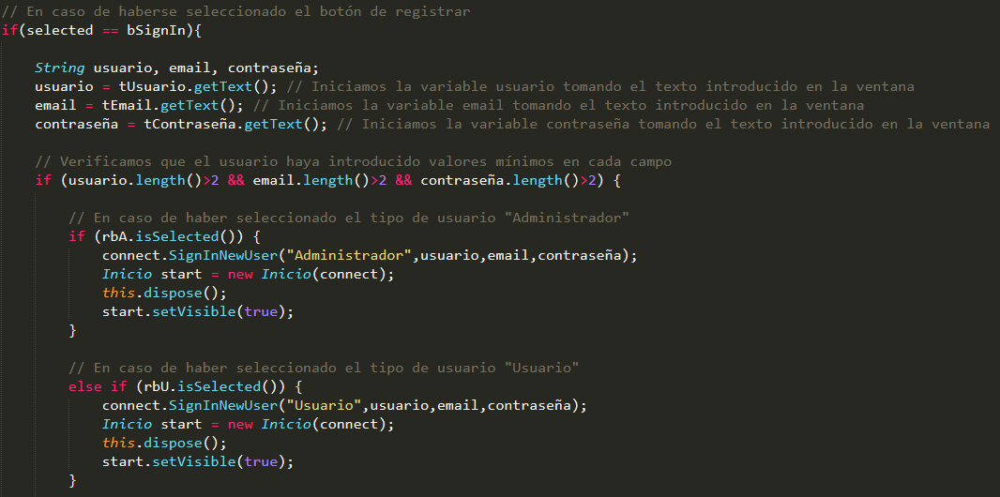 // En caso de haberse seleccionado el botón de registrar
if(selected == bSignIn){
String usuario, email, contraseña;
usuario = tUsuario.getText(); // Iniciamos la variable usuario tomando el texto introducido en la ventana
email = tEmail.getText(); // Iniciamos la variable email tomando el texto introducido en la ventana
contraseña = tContraseña.getText(); // Iniciamos la variable contraseña tomando el texto introducido en la ventana
// Verificamos que el usuario haya introducido valores mínimos en cada campo
if (usuario.length()>2 && email.length()>2 && contraseña.length()>2) {
// En caso de haber seleccionado el tipo de usuario "Administrador"
if (rbA.isSelected()) {
connect.SignInNewUser("Administrador",usuario,email,contraseña);
Inicio start = new Inicio(connect);
this.dispose();
start.setVisible(true);
}
// En caso de haber seleccionado el tipo de usuario "Usuario"
else if (rbU.isSelected()) {
connect.SignInNewUser("Usuario",usuario,email,contraseña);
Inicio start = new Inicio(connect);
this.dispose();
start.setVisible(true);
}